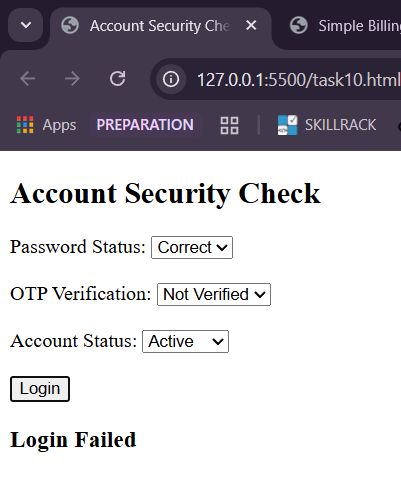 Account Security Che
Simple Billing
127.0.0.1:5500/task10.html
Apps PREPARATION SKILLRACK
Account Security Check
Password Status: Correct
OTP Verification: Not Verified
Account Status: Active
Login
Login Failed